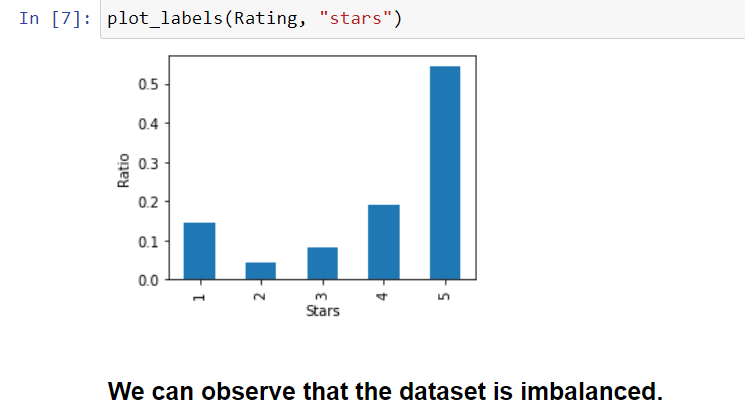 In [7]: plot_labels(Rating, "stars")
0.5
0.4
0.3
0.2
0.1
0.0
Ratio
1 2 3 4 5
Stars
We can observe that the dataset is imbalanced.